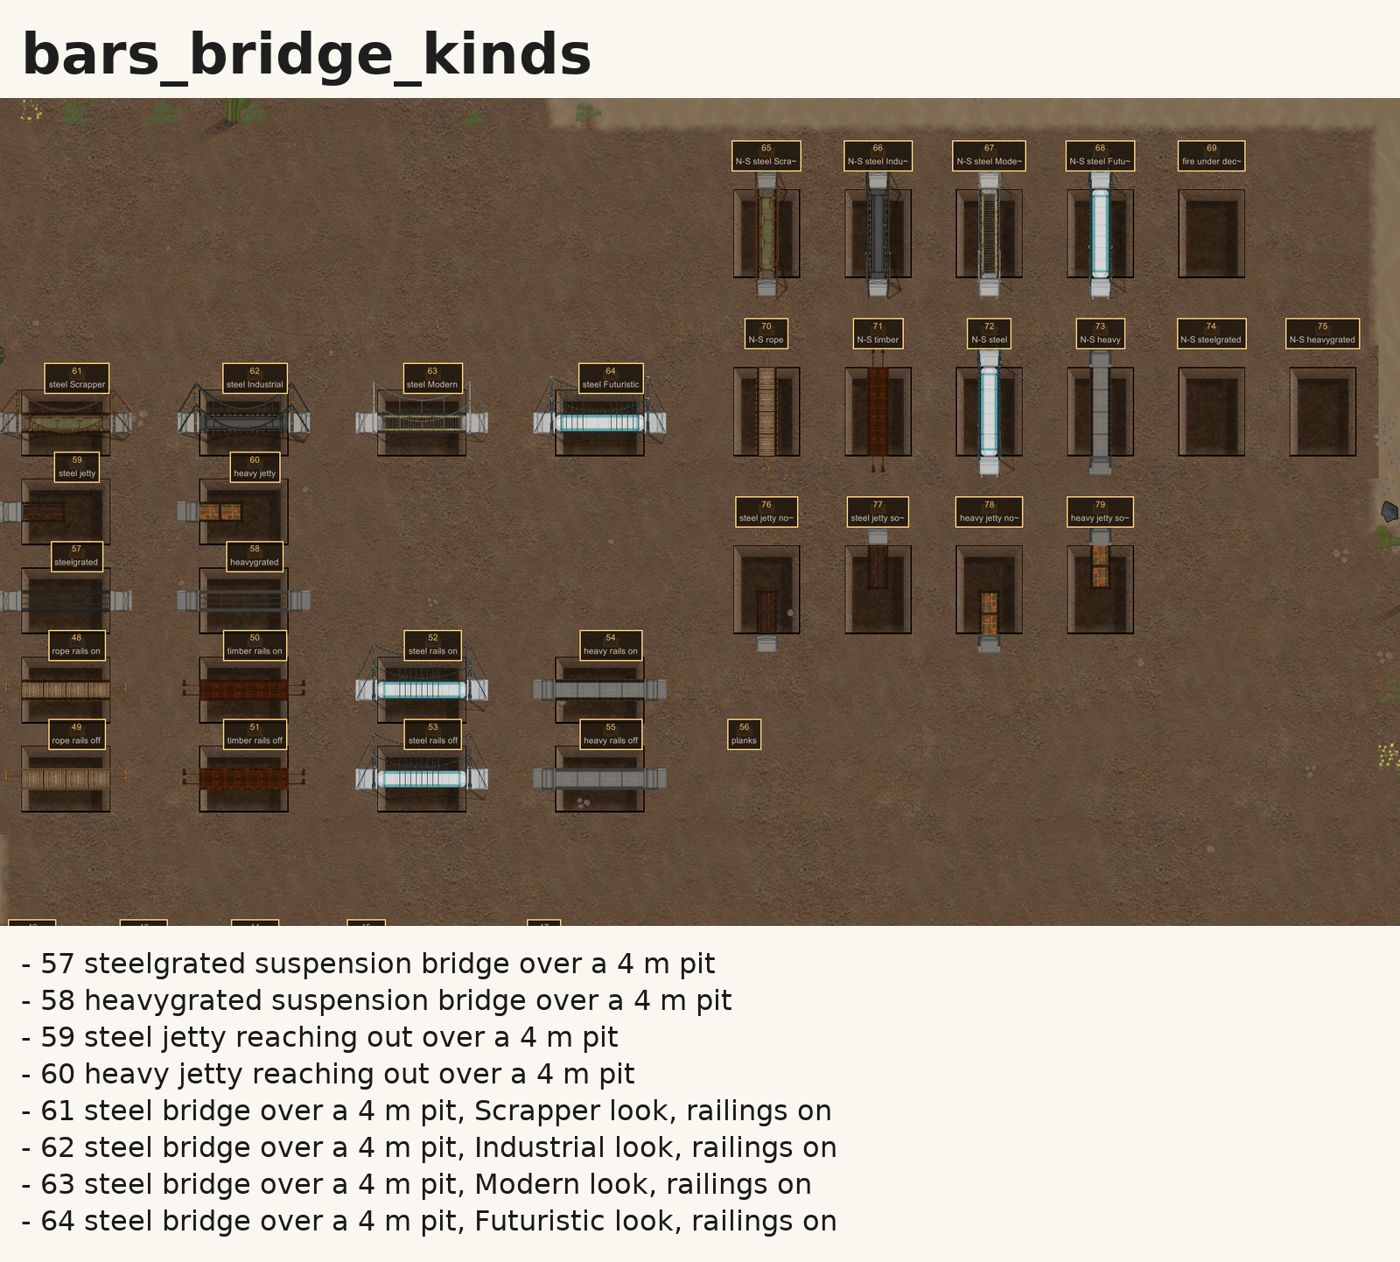 bars_bridge_kinds
65
N-S steel Scra~
66
N-S steel Indu~
67
N-S steel Mode~
68
N-S steel Futu~
69
fire under dec~
70
N-S rope
71
N-S timber
72
N-S steel
73
N-S heavy
74
N-S steelgrated
75
N-S heavygrated
61
steel Scrapper
62
steel Industrial
63
steel Modern
64
steel Futuristic
59
steel jetty
60
heavy jetty
76
steel jetty no~
77
steel jetty so~
78
heavy jetty no~
79
heavy jetty so~
57
steelgrated
58
heavygrated
48
rope rails on
50
timber rails on
52
steel rails on
54
heavy rails on
49
rope rails off
51
timber rails off
53
steel rails off
55
heavy rails off
56
planks
- 57 steelgrated suspension bridge over a 4 m pit
- 58 heavygrated suspension bridge over a 4 m pit
- 59 steel jetty reaching out over a 4 m pit
- 60 heavy jetty reaching out over a 4 m pit
- 61 steel bridge over a 4 m pit, Scrapper look, railings on
- 62 steel bridge over a 4 m pit, Industrial look, railings on
- 63 steel bridge over a 4 m pit, Modern look, railings on
- 64 steel bridge over a 4 m pit, Futuristic look, railings on